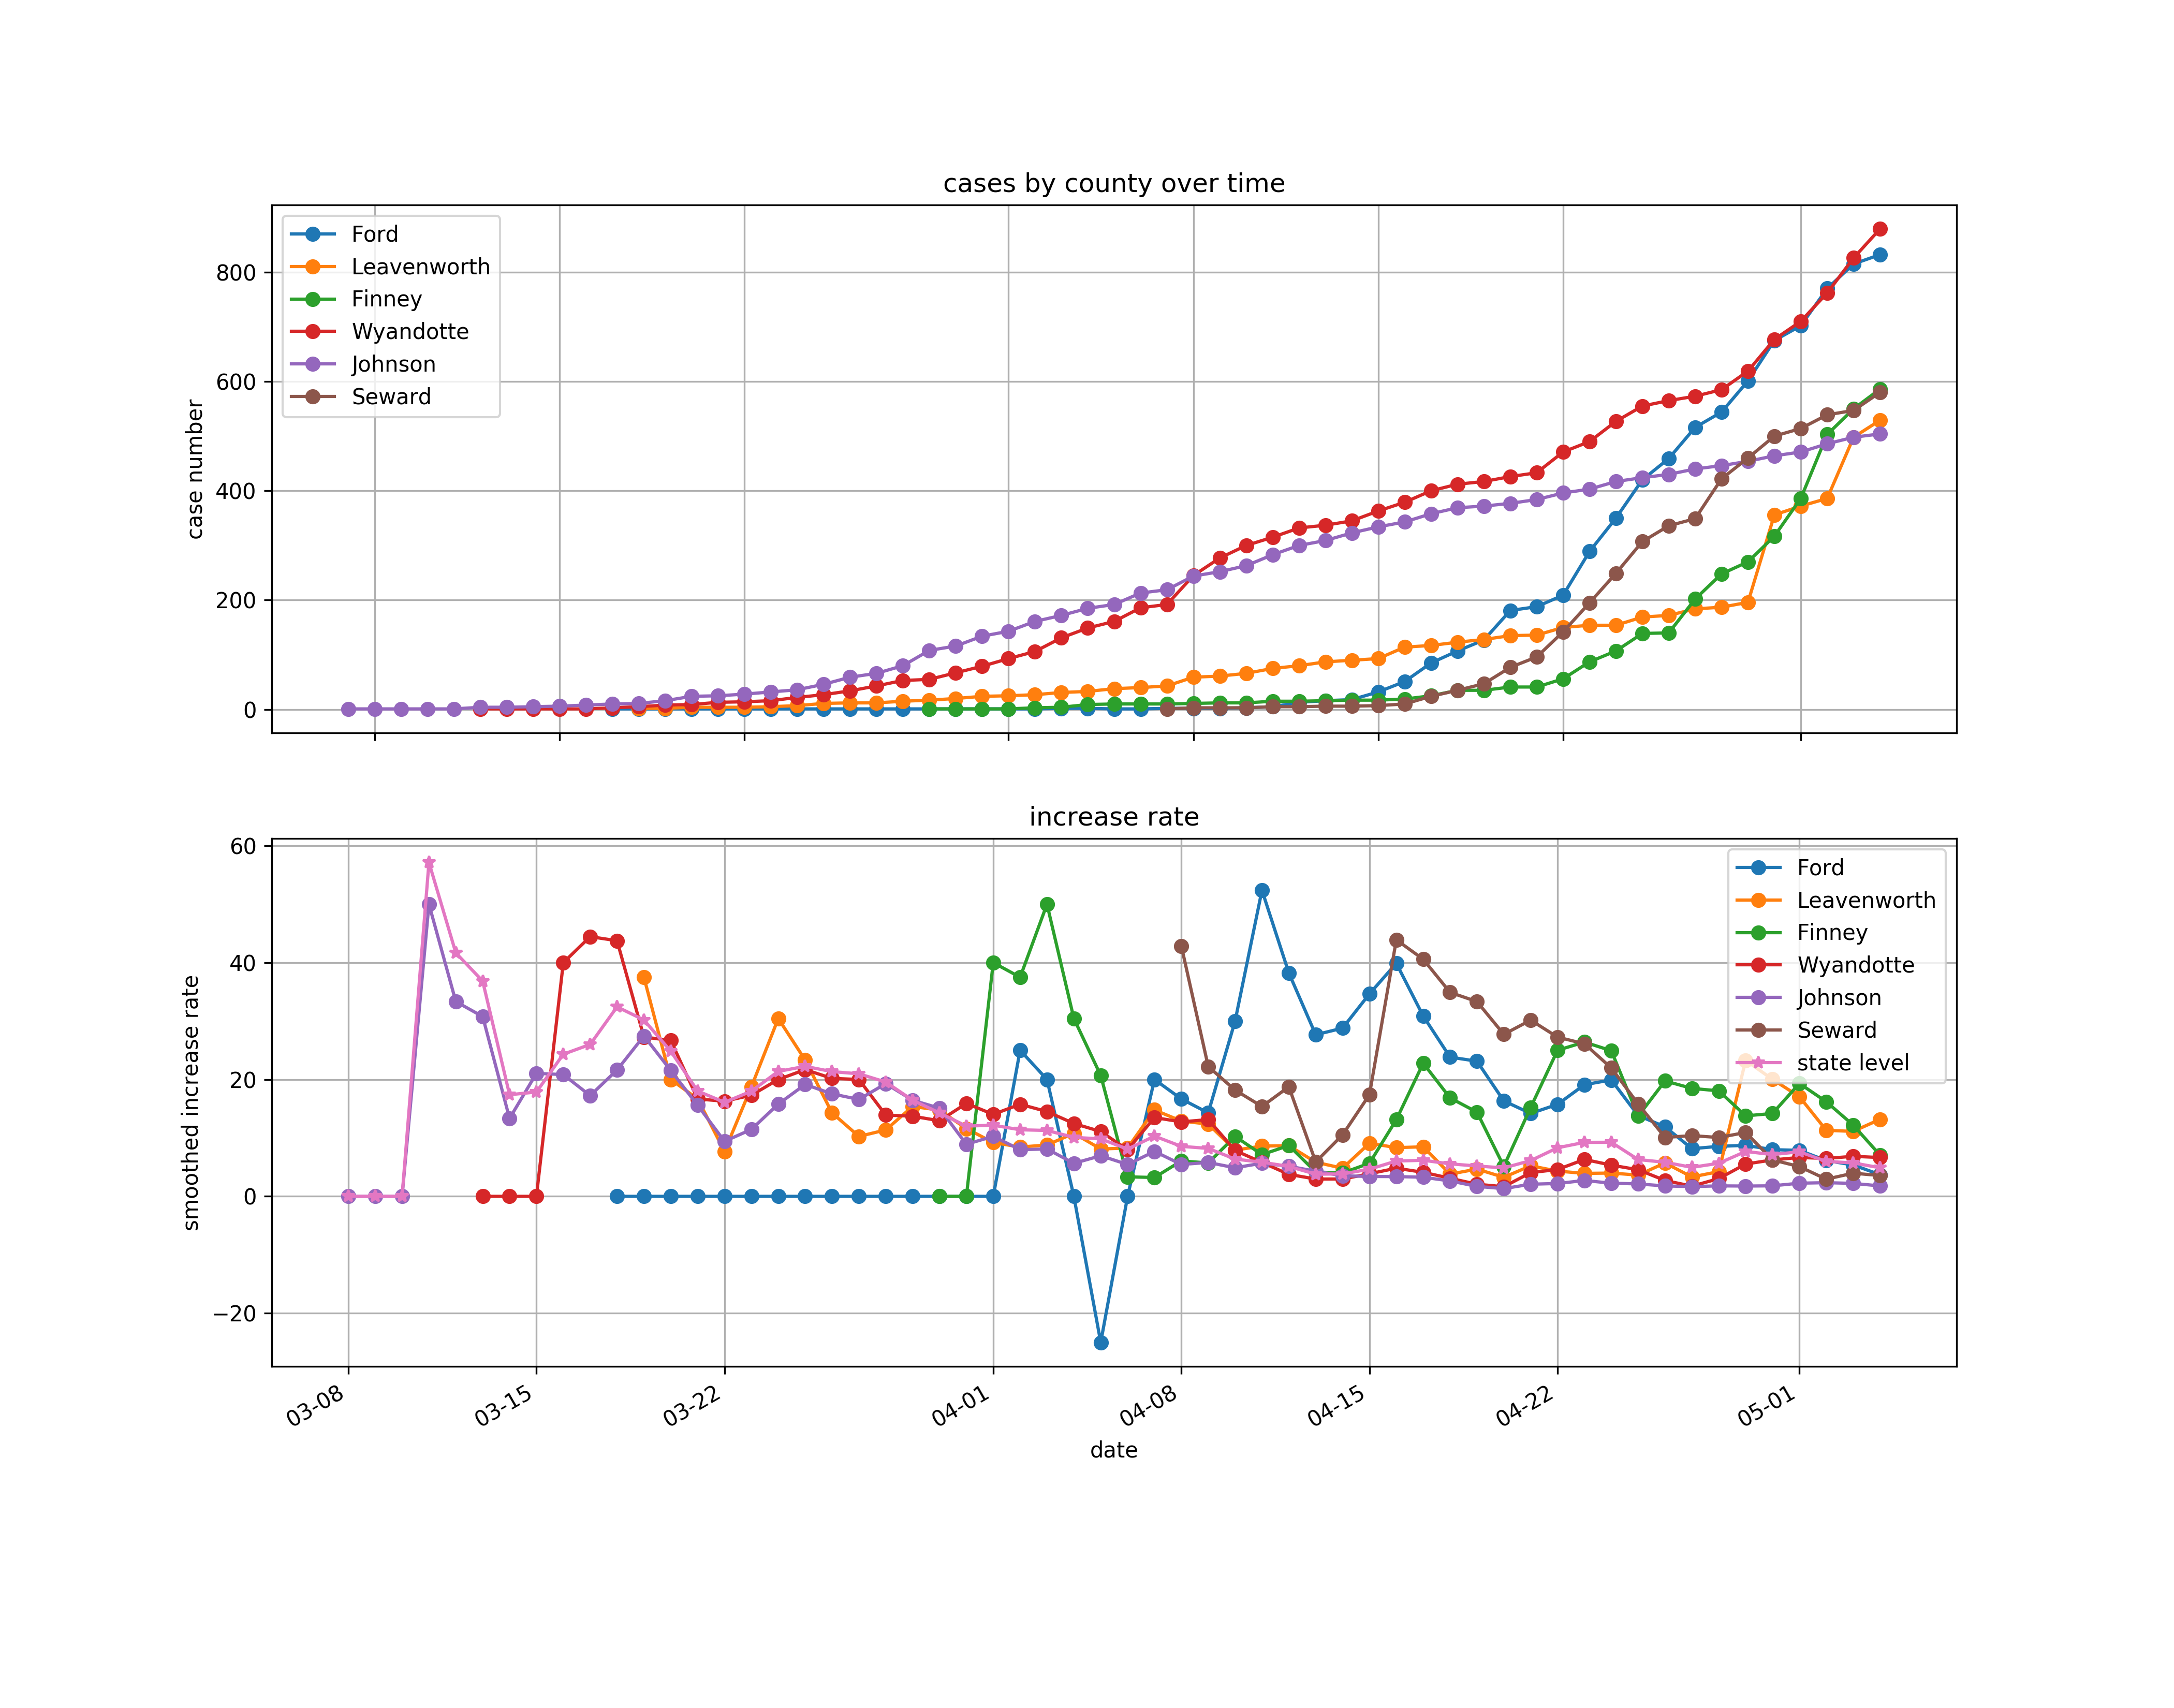 cases by county over time
case number
800
600
400
200
0
Ford
Leavenworth
Finney
Wyandotte
Johnson
Seward
increase rate
smoothed increase rate
60
40
20
0
−20
Ford
Leavenworth
Finney
Wyandotte
Johnson
Seward
state level
03-08 03-15 03-22 04-01 04-08 04-15 04-22 05-01
date